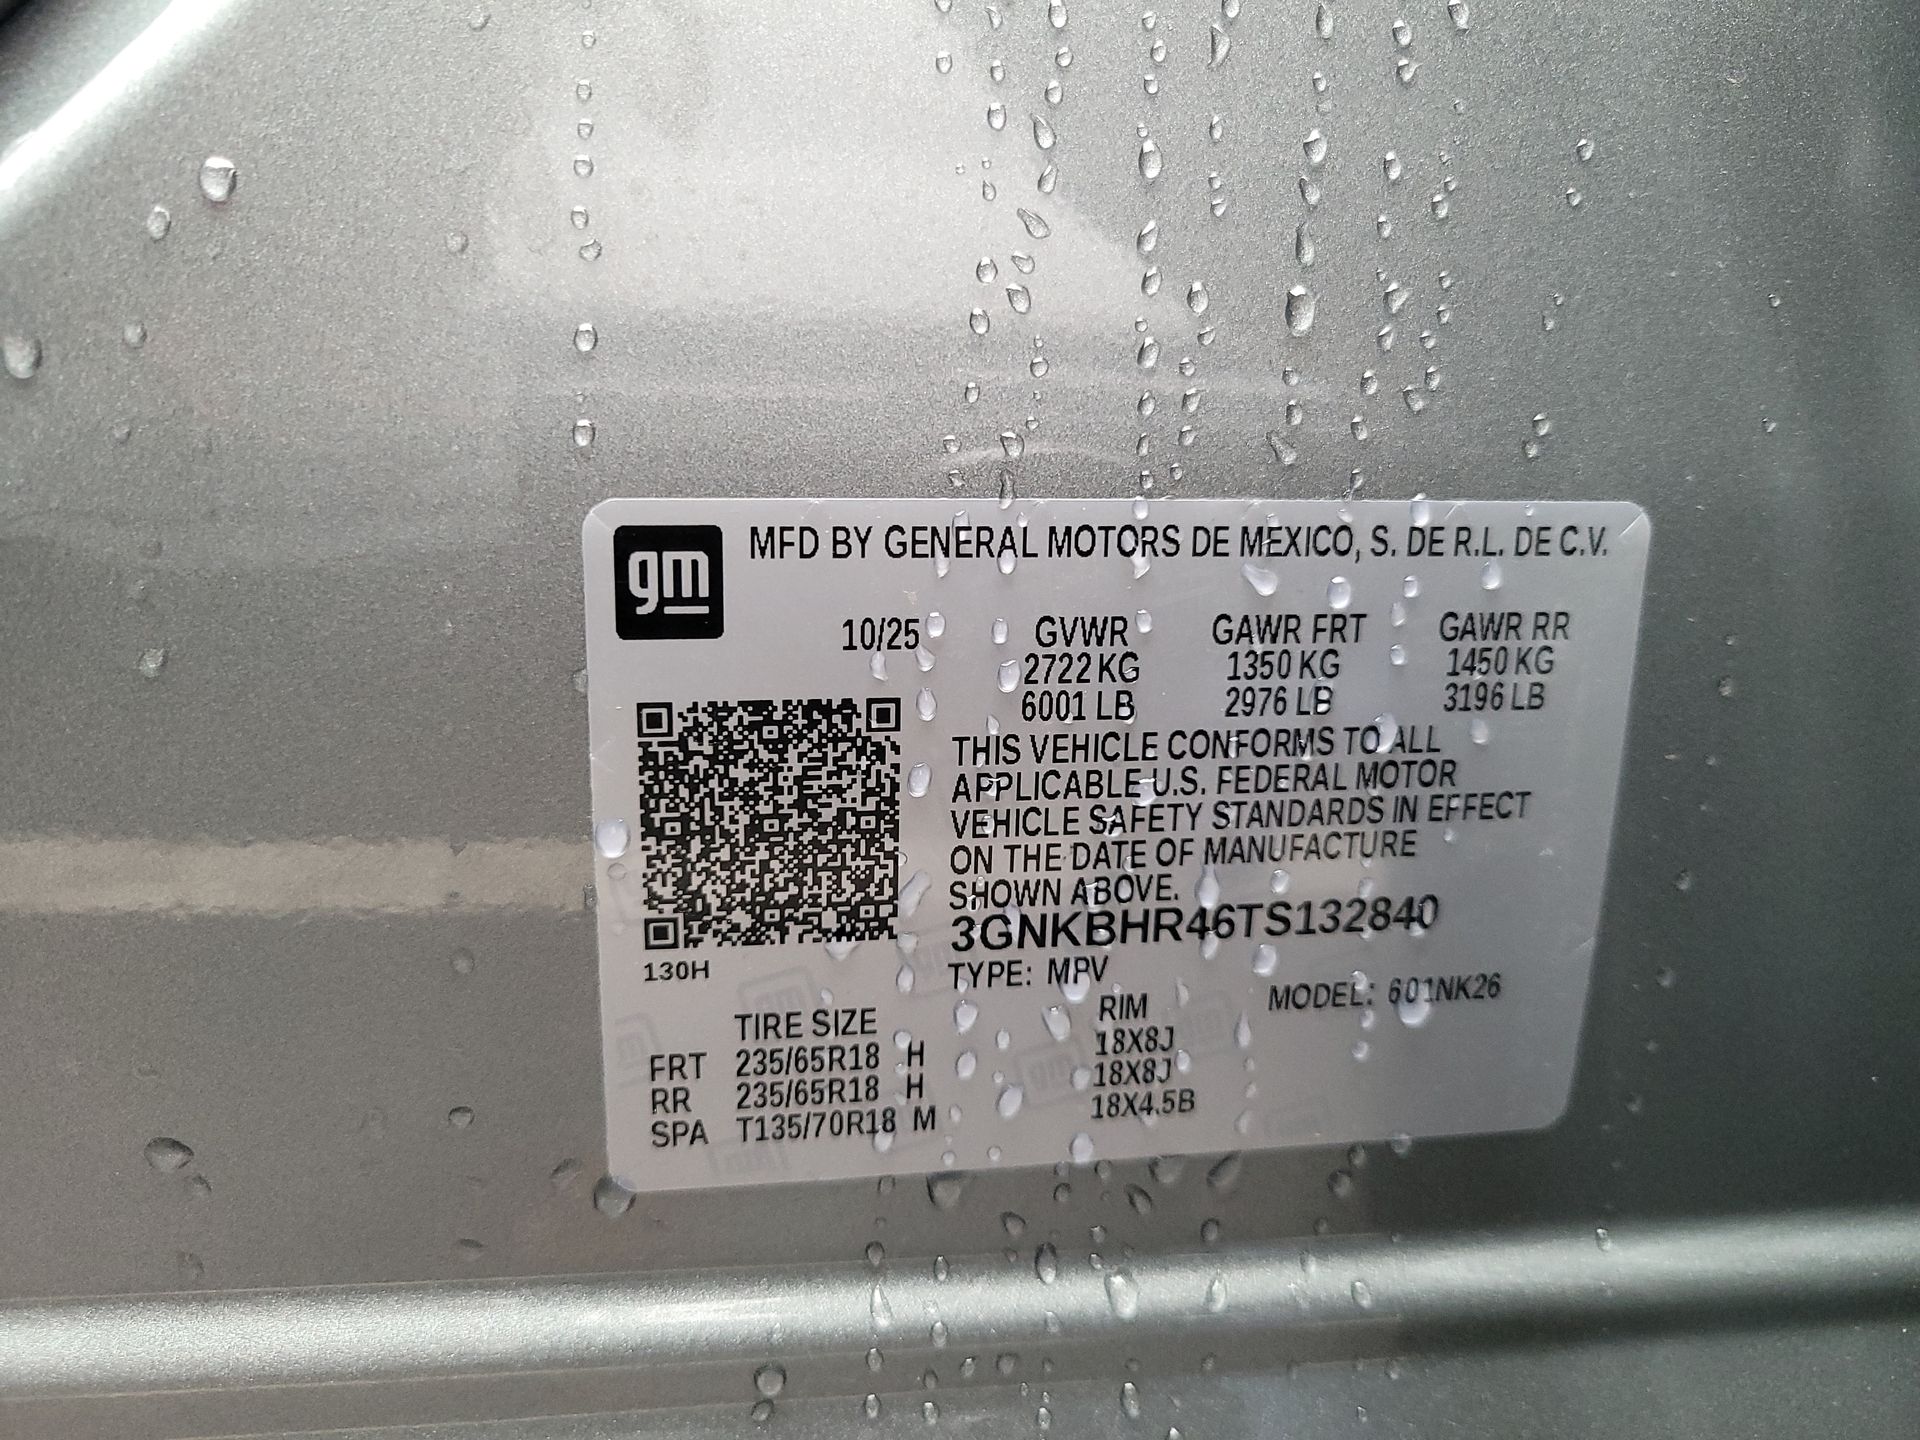 gm
MFD BY GENERAL MOTORS DE MEXICO, S. DE R.L. DE C.V.
10/25 GVWR GAWR FRT GAWR RR
2722 KG 1350 KG 1450 KG
6001 LB 2976 LB 3196 LB
THIS VEHICLE CONFORMS TO ALL
APPLICABLE U.S. FEDERAL MOTOR
VEHICLE SAFETY STANDARDS IN EFFECT
ON THE DATE OF MANUFACTURE
SHOWN ABOVE.
3GNKBHR46TS132840
130H
TYPE: MPV MODEL: 601NK26
TIRE SIZE RIM
FRT 235/65R18 H 18X8J
RR 235/65R18 H 18X8J
SPA T135/70R18 M 18X4.5B